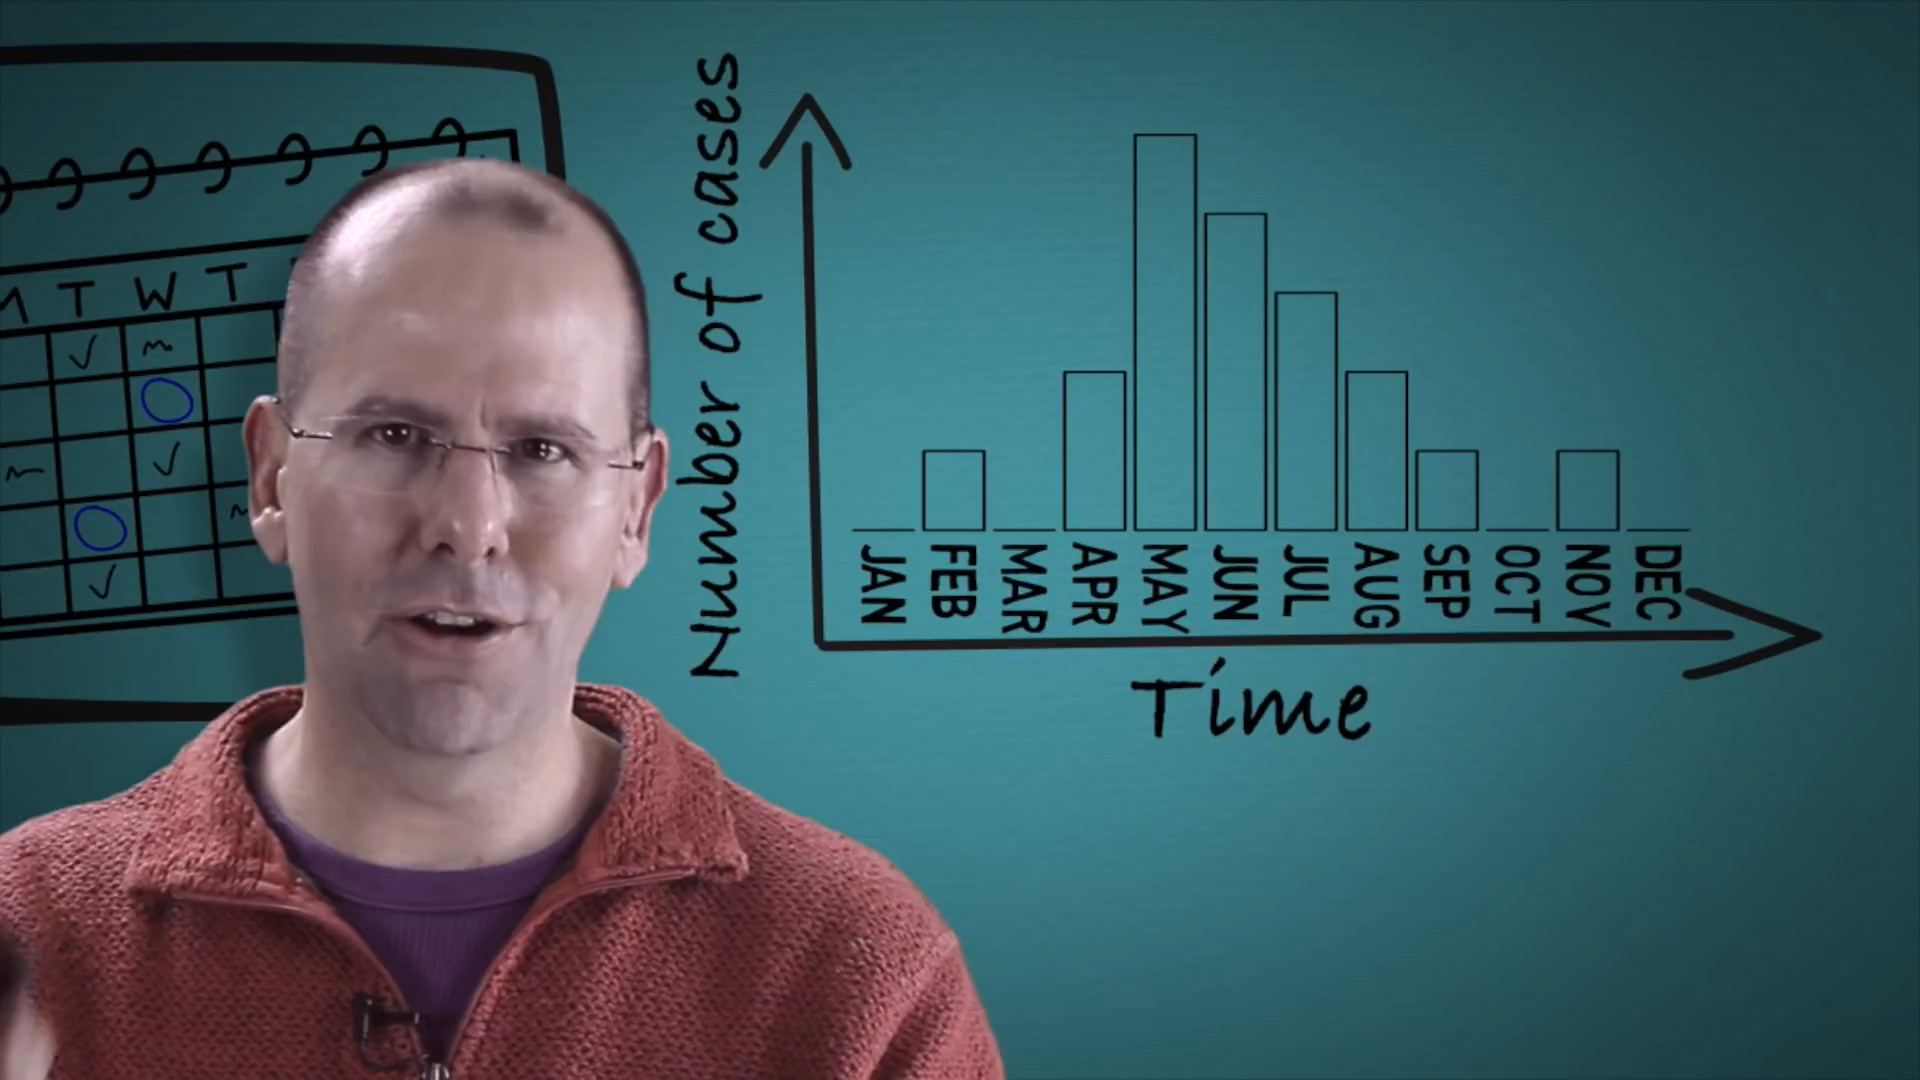 M T W T
Number of cases
JAN FEB MAR APR MAY JUN JUL AUG SEP OCT NOV DEC
Time